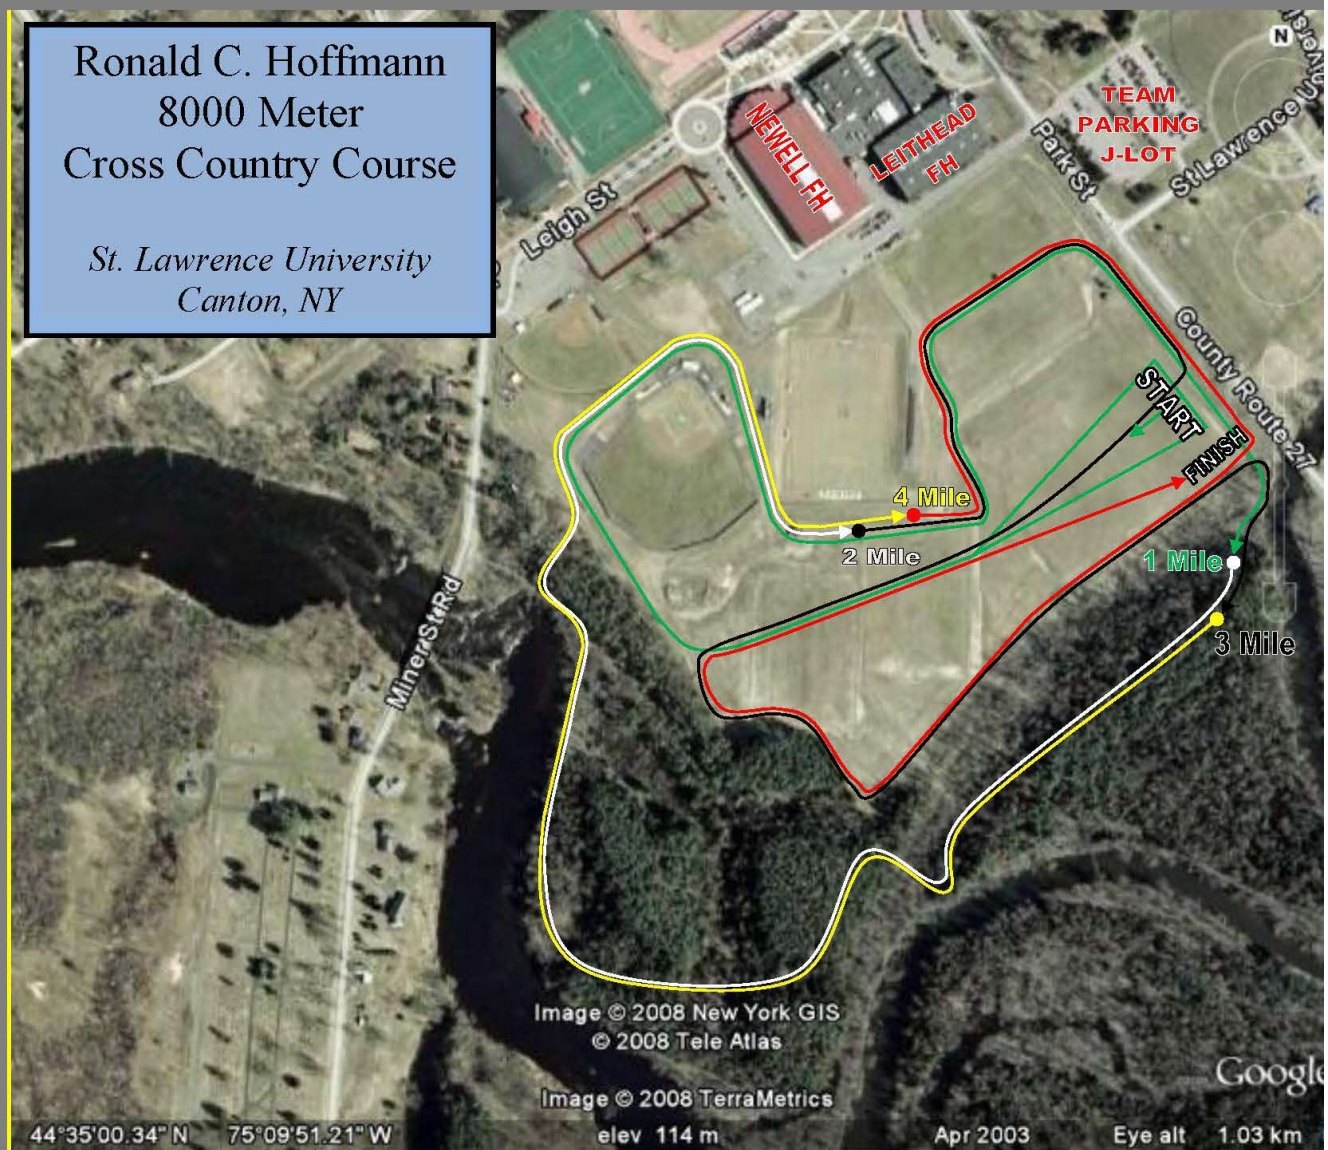 Ronald C. Hoffmann
8000 Meter
Cross Country Course
St. Lawrence University
Canton, NY
N
TEAM
PARKING
J-LOT
NEWELL FH
LEITHEAD
FH
Park St
Leigh St
County Route 27
START
FINISH
4 Mile
2 Mile
1 Mile
3 Mile
Miner St Rd
Image © 2008 New York GIS
© 2008 Tele Atlas
Image © 2008 TerraMetrics
Google
44°35'00.34" N 75°09'51.21" W elev 114 m Apr 2003 Eye alt 1.03 km